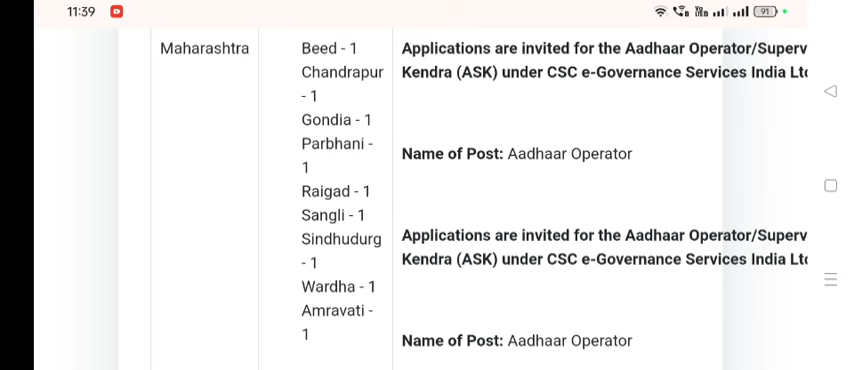 11:39
91
Maharashtra
Beed - 1
Chandrapur
- 1
Gondia - 1
Parbhani -
1
Raigad - 1
Sangli - 1
Sindhudurg
- 1
Wardha - 1
Amravati -
1
Applications are invited for the Aadhaar Operator/Superv
Kendra (ASK) under CSC e-Governance Services India Ltd
Name of Post: Aadhaar Operator
Applications are invited for the Aadhaar Operator/Superv
Kendra (ASK) under CSC e-Governance Services India Ltd
Name of Post: Aadhaar Operator